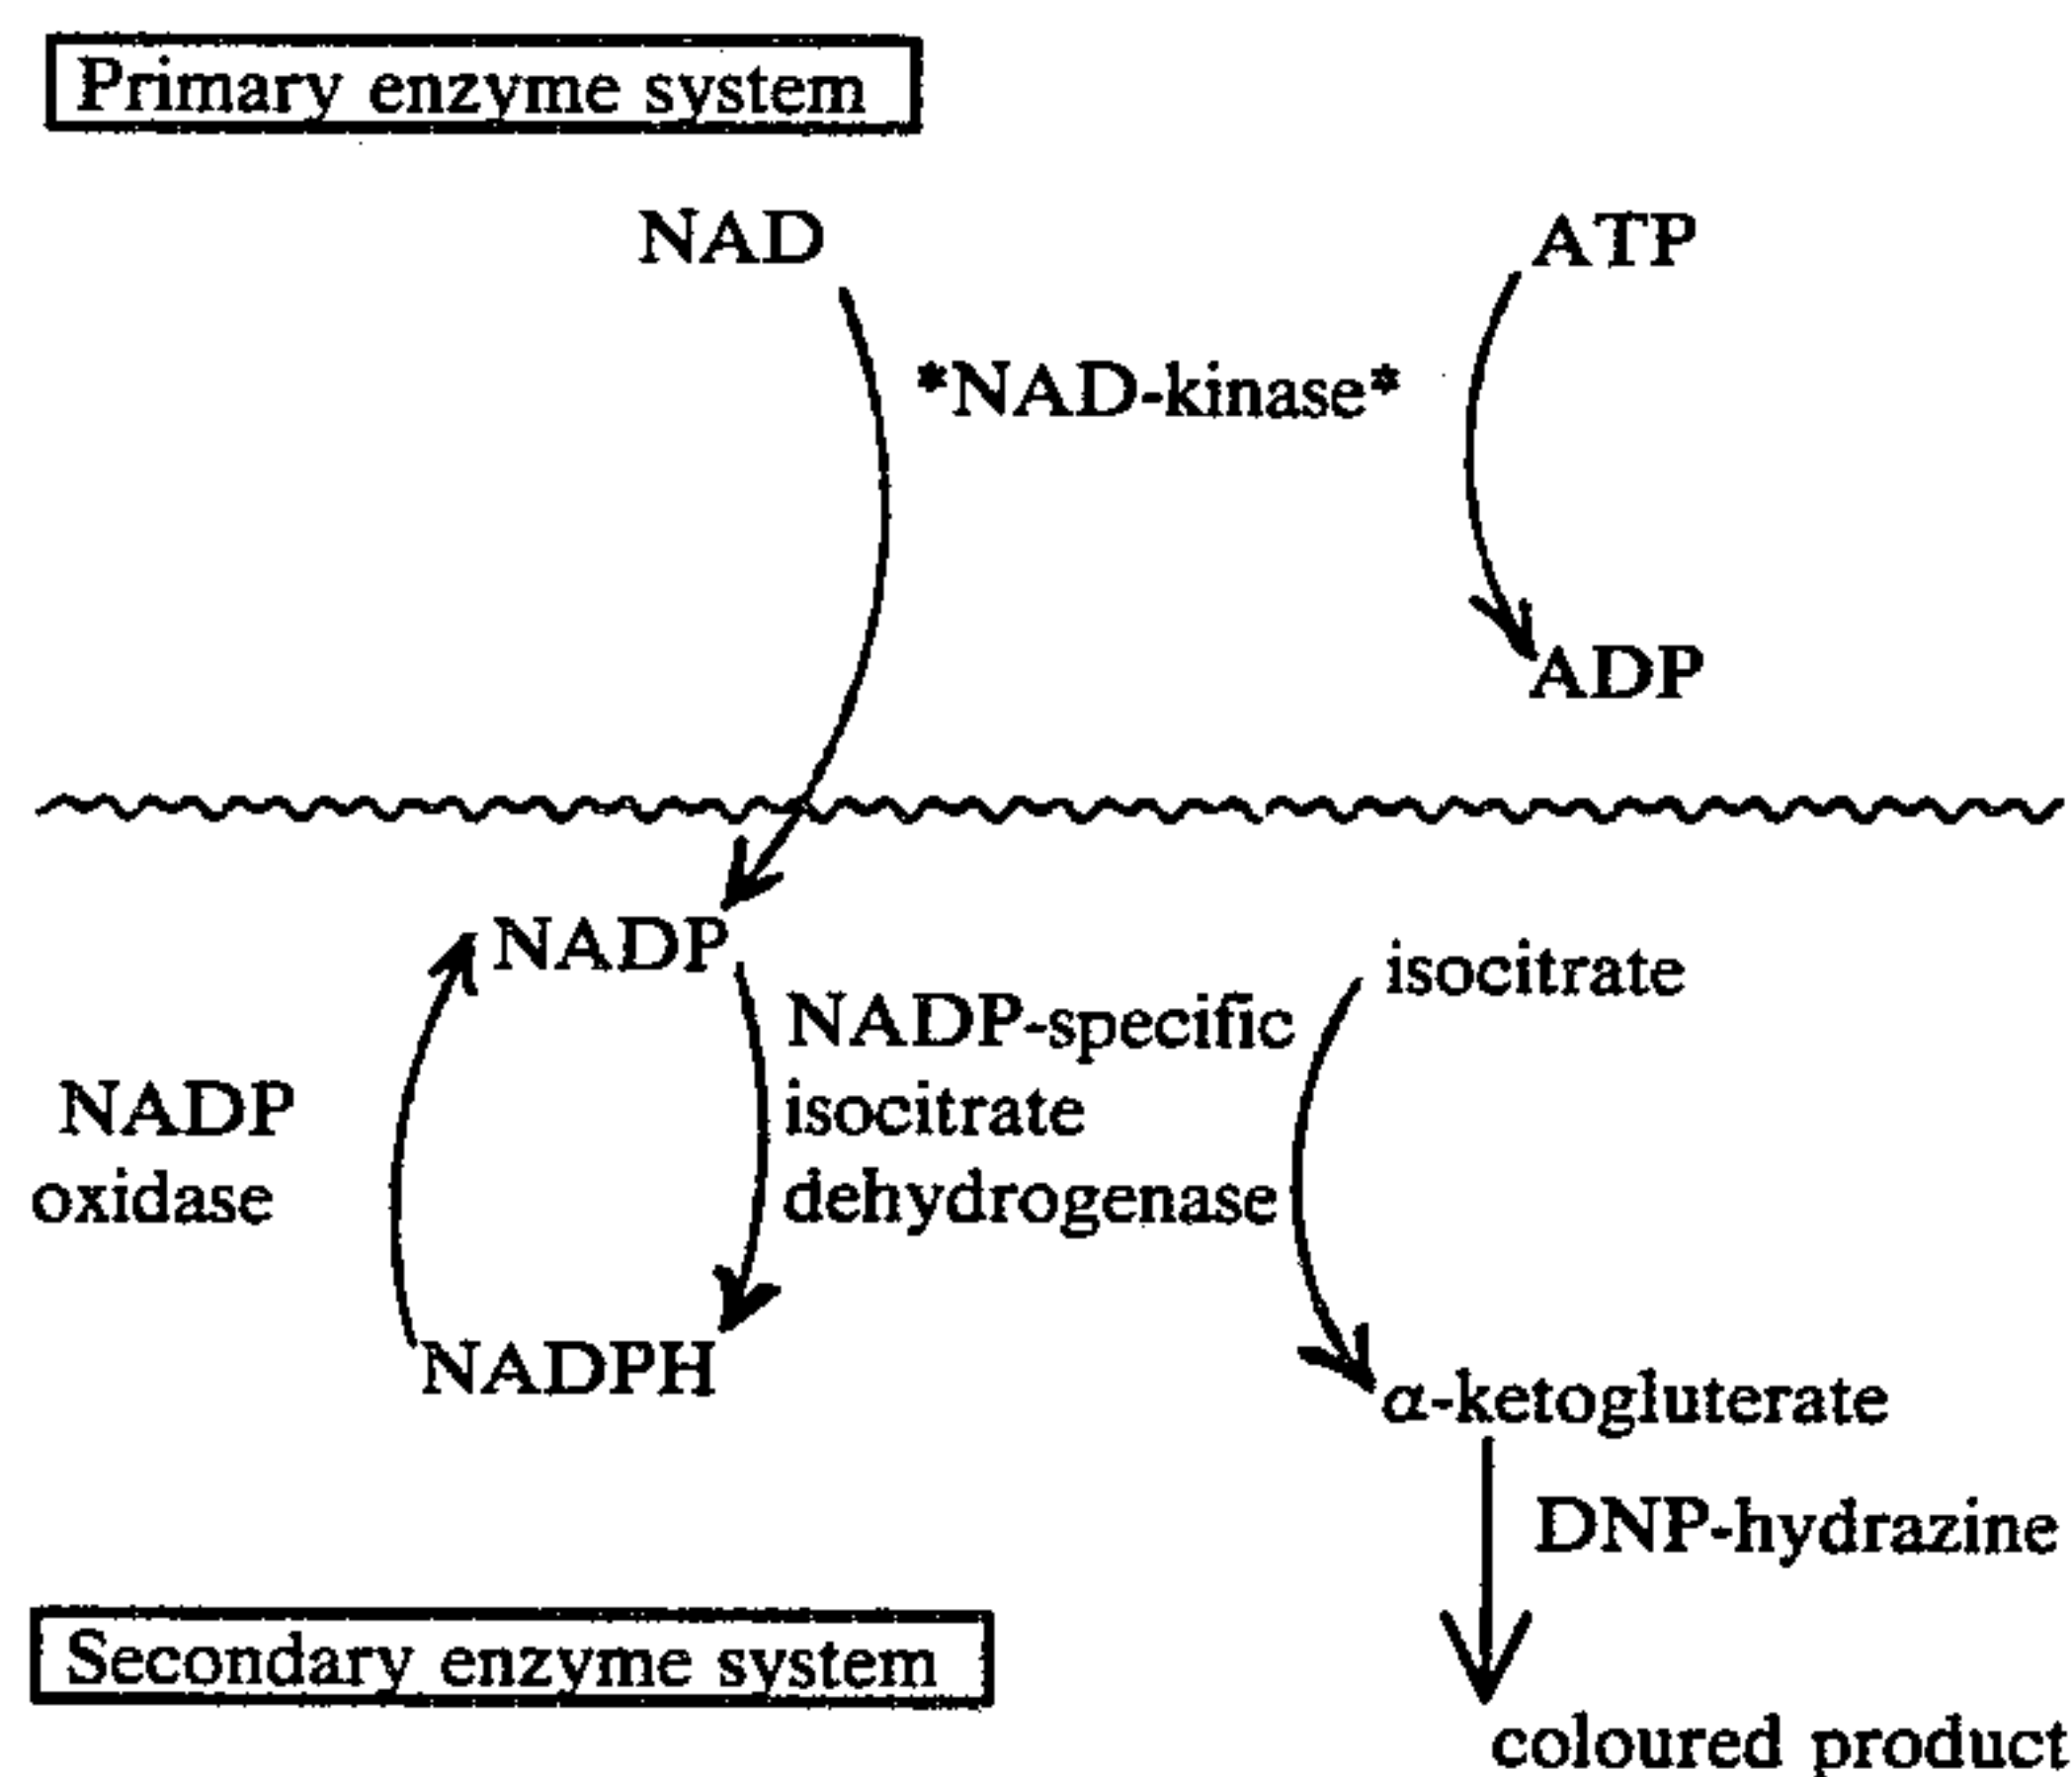 Primary enzyme system
NAD
ATP
*NAD-kinase*
ADP
NADP
isocitrate
NADP-specific
isocitrate
dehydrogenase
NADP
oxidase
NADPH
α-ketogluterate
DNP-hydrazine
Secondary enzyme system
coloured product